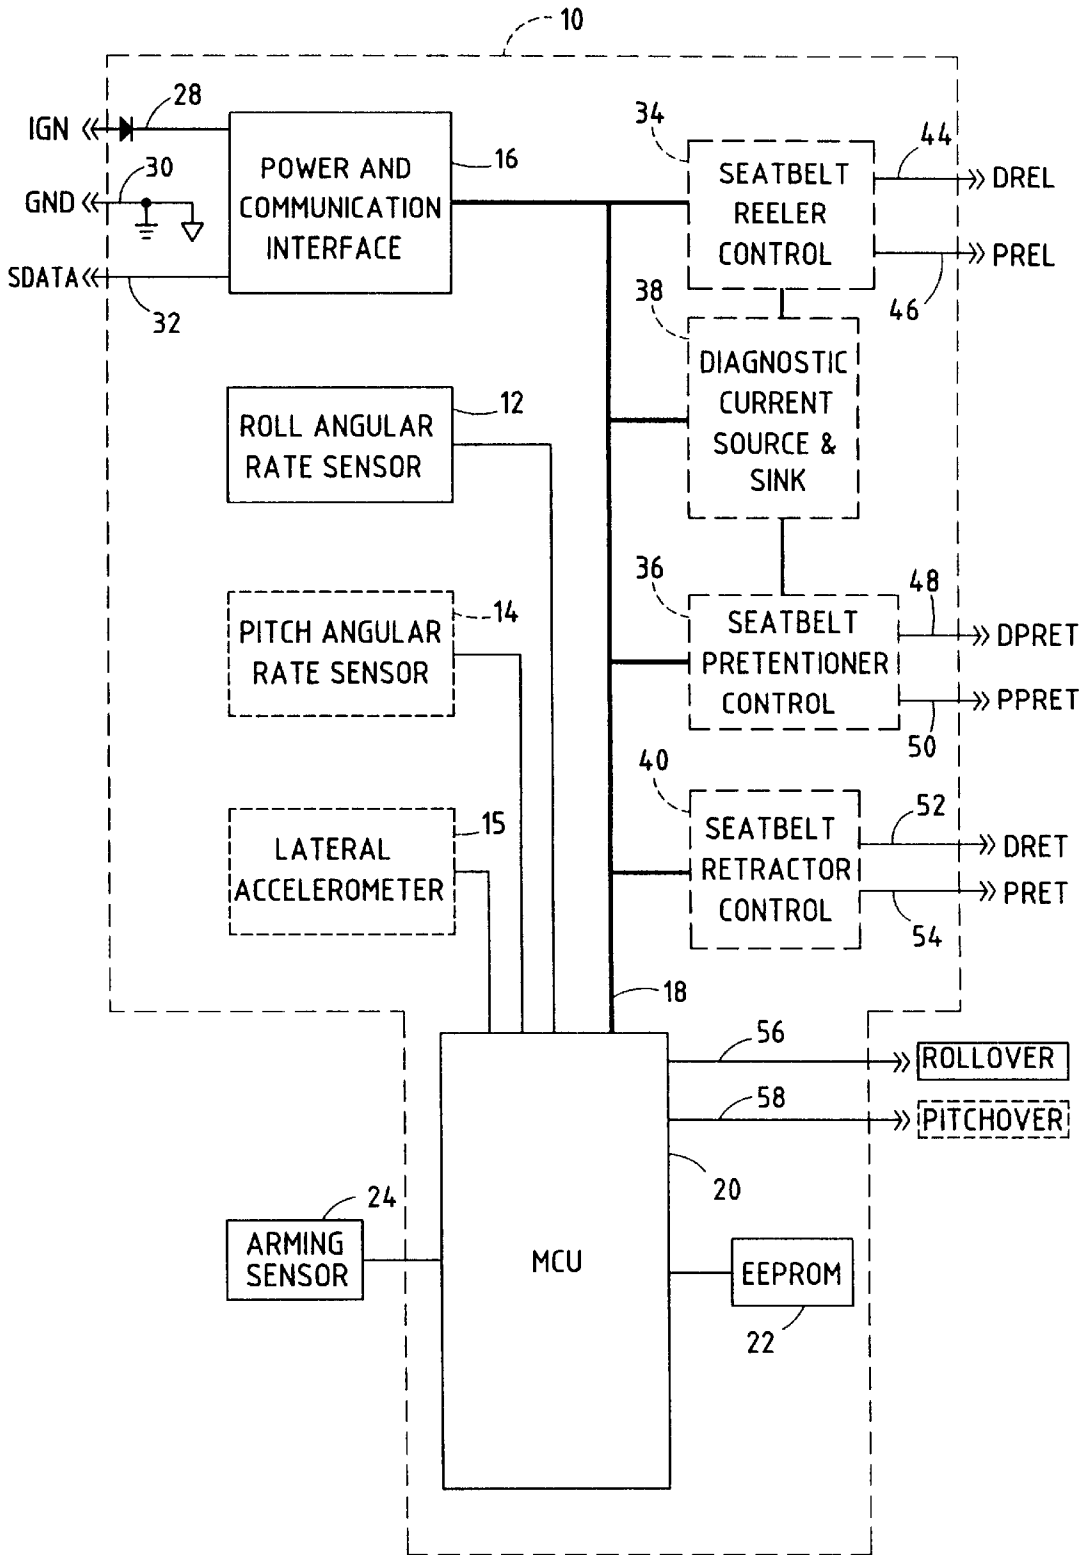 10
IGN
28
GND
30
SDATA
32
POWER AND
COMMUNICATION
INTERFACE
16
34
SEATBELT
REELER
CONTROL
44
DREL
PREL
46
38
DIAGNOSTIC
CURRENT
SOURCE &
SINK
ROLL ANGULAR
RATE SENSOR
12
PITCH ANGULAR
RATE SENSOR
14
36
SEATBELT
PRETENTIONER
CONTROL
48
DPRET
PPRET
50
LATERAL
ACCELEROMETER
15
40
SEATBELT
RETRACTOR
CONTROL
52
DRET
PRET
54
18
56
ROLLOVER
58
PITCHOVER
20
24
ARMING
SENSOR
MCU
EEPROM
22